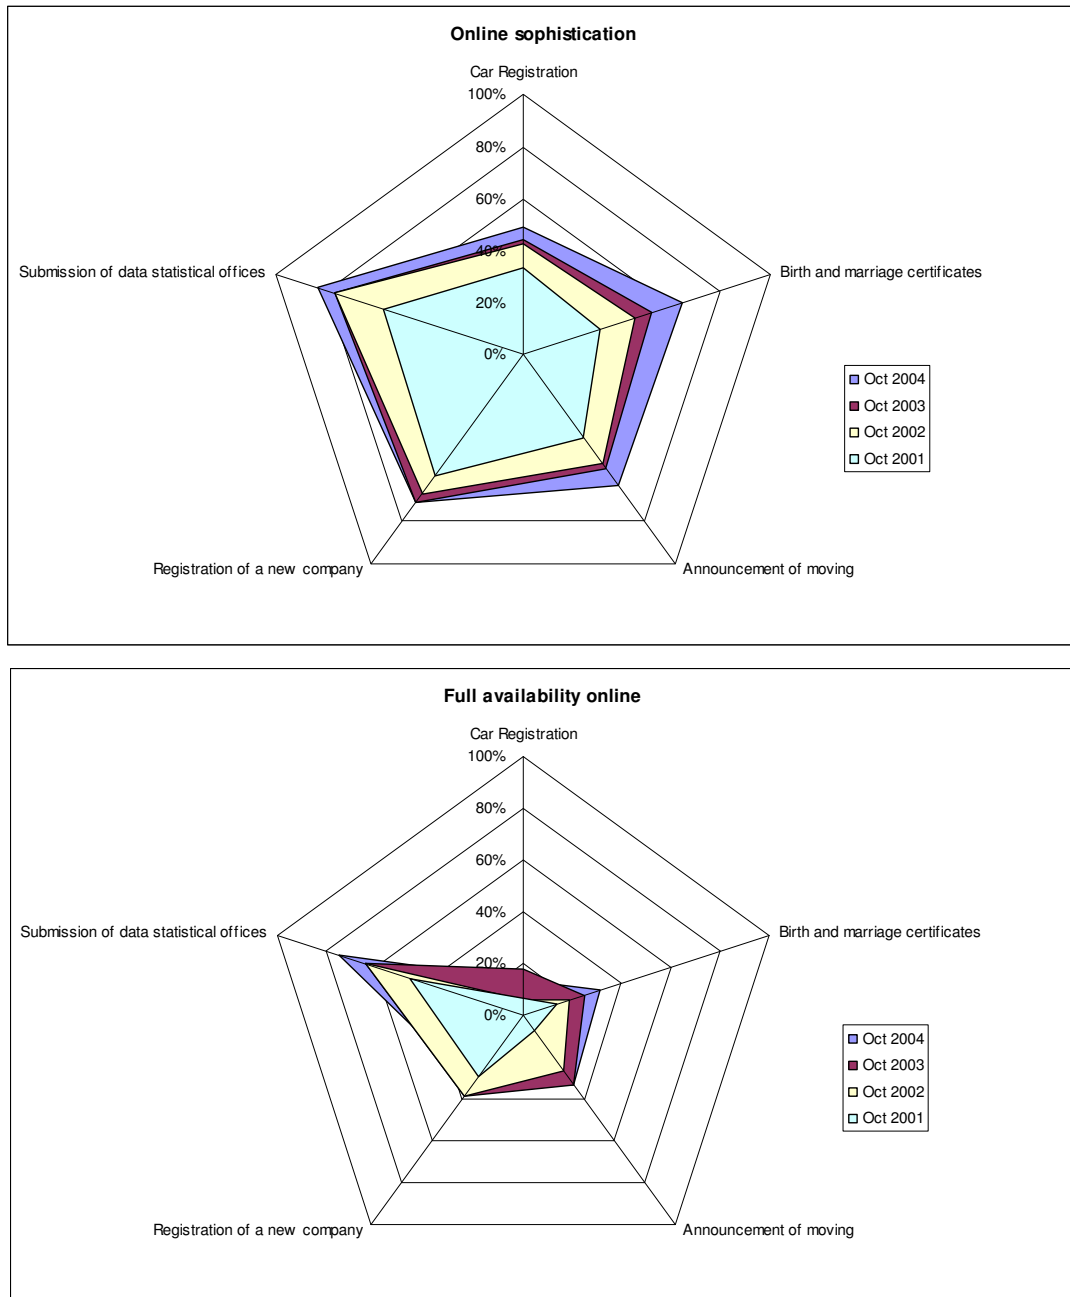 Online sophistication
Car Registration
100%
80%
60%
40%
20%
0%
Submission of data statistical offices
Birth and marriage certificates
Registration of a new company
Announcement of moving
Oct 2004
Oct 2003
Oct 2002
Oct 2001
Full availability online
Car Registration
100%
80%
60%
40%
20%
0%
Submission of data statistical offices
Birth and marriage certificates
Registration of a new company
Announcement of moving
Oct 2004
Oct 2003
Oct 2002
Oct 2001